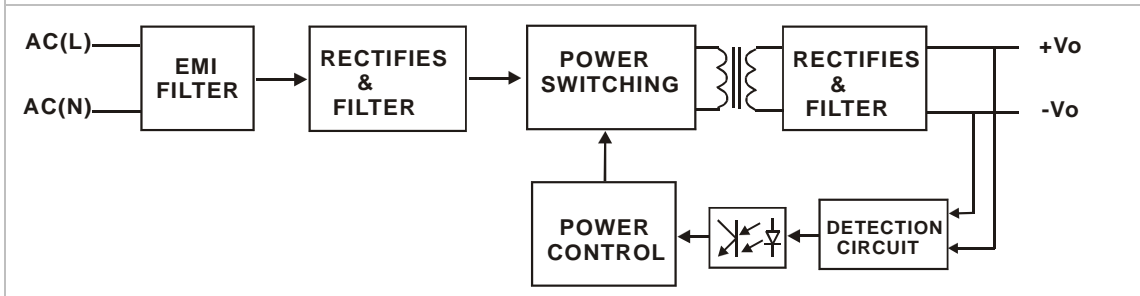 AC(L)
AC(N)
EMI
FILTER
RECTIFIES
&
FILTER
POWER
SWITCHING
RECTIFIES
&
FILTER
+Vo
-Vo
POWER
CONTROL
DETECTION
CIRCUIT